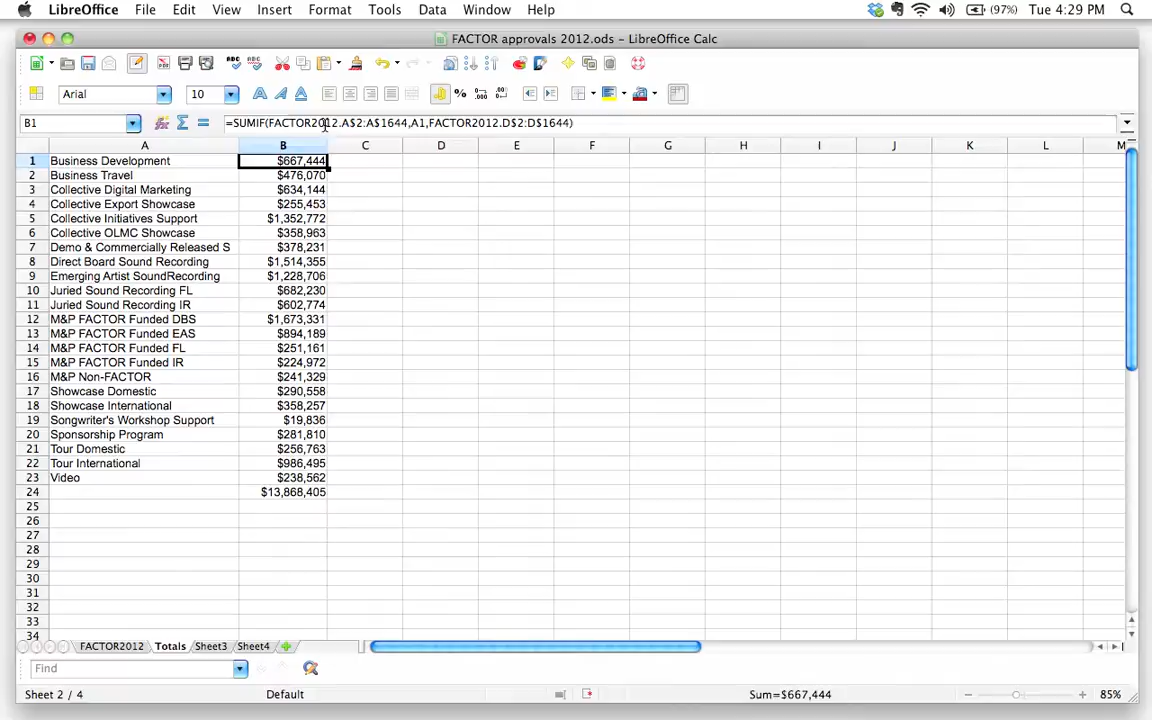 LibreOffice File Edit View Insert Format Tools Data Window Help (97%) Tue 4:29 PM
FACTOR approvals 2012.ods - LibreOffice Calc
Arial 10 A A A %
B1 =SUMIF(FACTOR2012.A$2:A$1644,A1,FACTOR2012.D$2:D$1644)
A B C D E F G H I J K L M
1 Business Development $667,444
2 Business Travel $476,070
3 Collective Digital Marketing $634,144
4 Collective Export Showcase $255,453
5 Collective Initiatives Support $1,352,772
6 Collective OLMC Showcase $358,963
7 Demo & Commercially Released S $378,231
8 Direct Board Sound Recording $1,514,355
9 Emerging Artist SoundRecording $1,228,706
10 Juried Sound Recording FL $682,230
11 Juried Sound Recording IR $602,774
12 M&P FACTOR Funded DBS $1,673,331
13 M&P FACTOR Funded EAS $894,189
14 M&P FACTOR Funded FL $251,161
15 M&P FACTOR Funded IR $224,972
16 M&P Non-FACTOR $241,329
17 Showcase Domestic $290,558
18 Showcase International $358,257
19 Songwriter's Workshop Support $19,836
20 Sponsorship Program $281,810
21 Tour Domestic $256,763
22 Tour International $986,495
23 Video $238,562
24 $13,868,405
25
26
27
28
29
30
31
32
33
34
FACTOR2012 Totals Sheet3 Sheet4
Find
Sheet 2 / 4 Default Sum=$667,444 85%